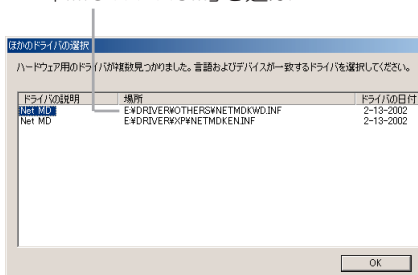 ほかのドライバの選択
ハードウェア用のドライバが複数見つかりました。言語およびデバイスが一致するドライバを選択してください。
ドライバの説明 場所 ドライバの日付
Net MD E:¥DRIVER¥OTHERS¥NETMDKWD.INF 2-13-2002
Net MD E:¥DRIVER¥XP¥NETMDKEN.INF 2-13-2002
OK